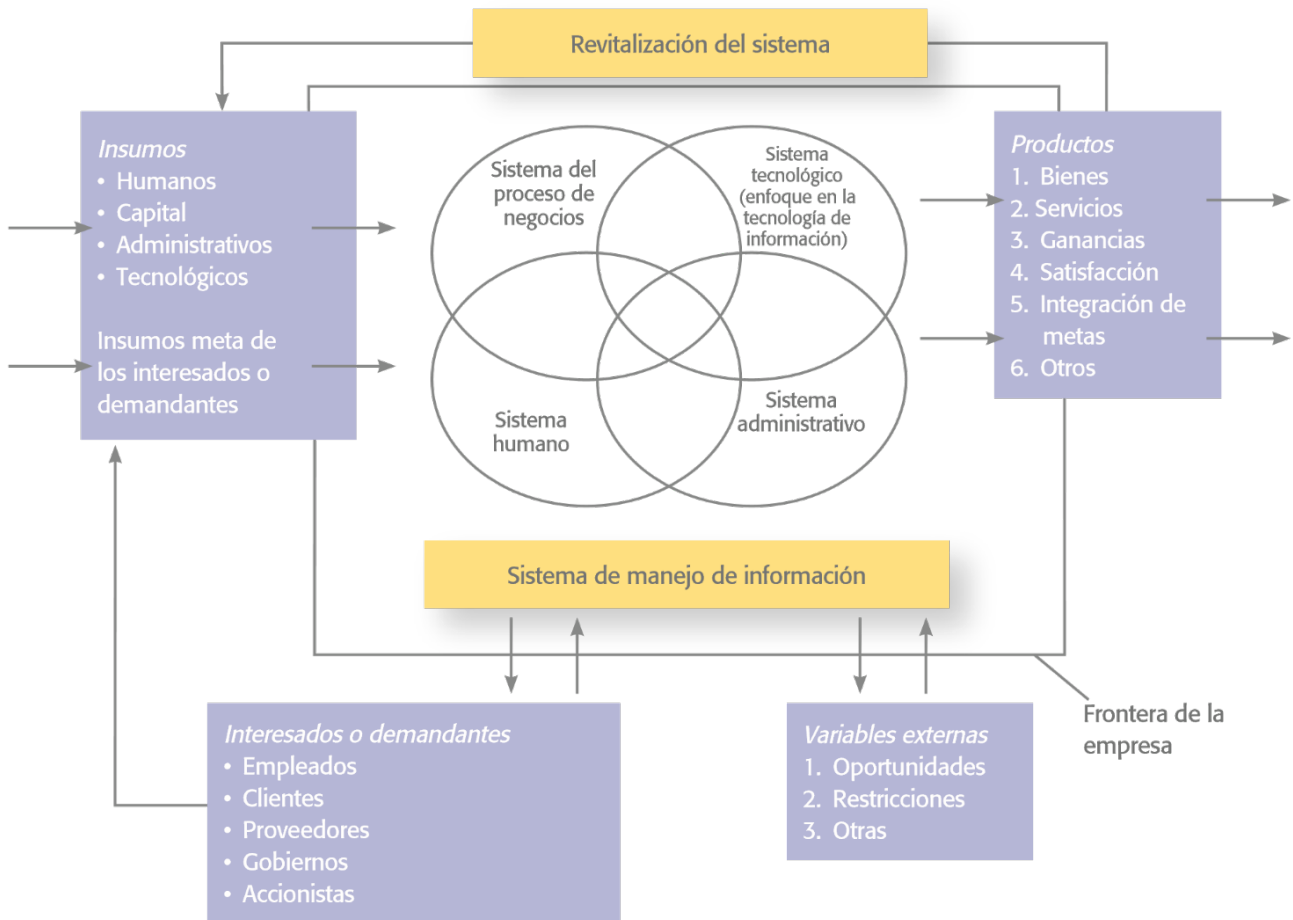 Revitalización del sistema
Insumos
• Humanos
• Capital
• Administrativos
• Tecnológicos
Insumos meta de
los interesados o
demandantes
Sistema del
proceso de
negocios
Sistema
tecnológico
(enfoque en la
tecnología de
información)
Sistema
humano
Sistema
administrativo
Productos
1. Bienes
2. Servicios
3. Ganancias
4. Satisfacción
5. Integración de
metas
6. Otros
Sistema de manejo de información
Interesados o demandantes
• Empleados
• Clientes
• Proveedores
• Gobiernos
• Accionistas
Variables externas
1. Oportunidades
2. Restricciones
3. Otras
Frontera de la
empresa